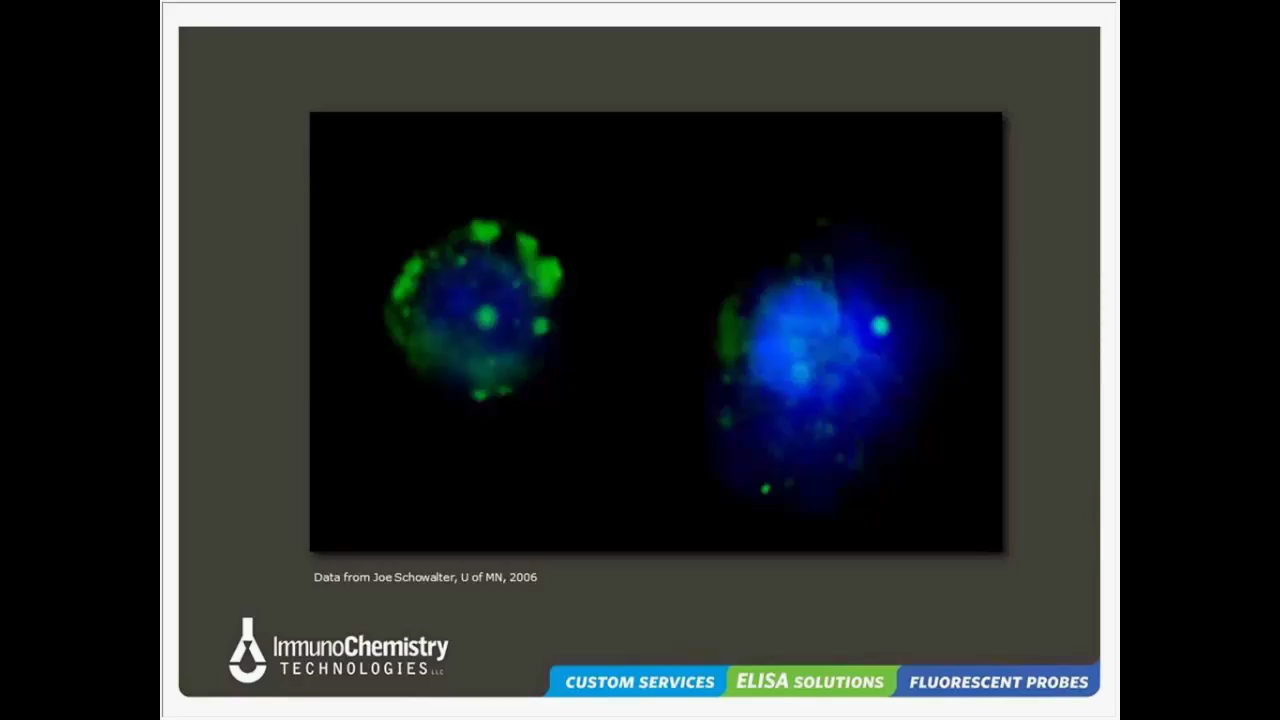 Data from Joe Schowalter, U of MN, 2006
ImmunoChemistry
TECHNOLOGIES LLC
CUSTOM SERVICES
ELISA SOLUTIONS
FLUORESCENT PROBES